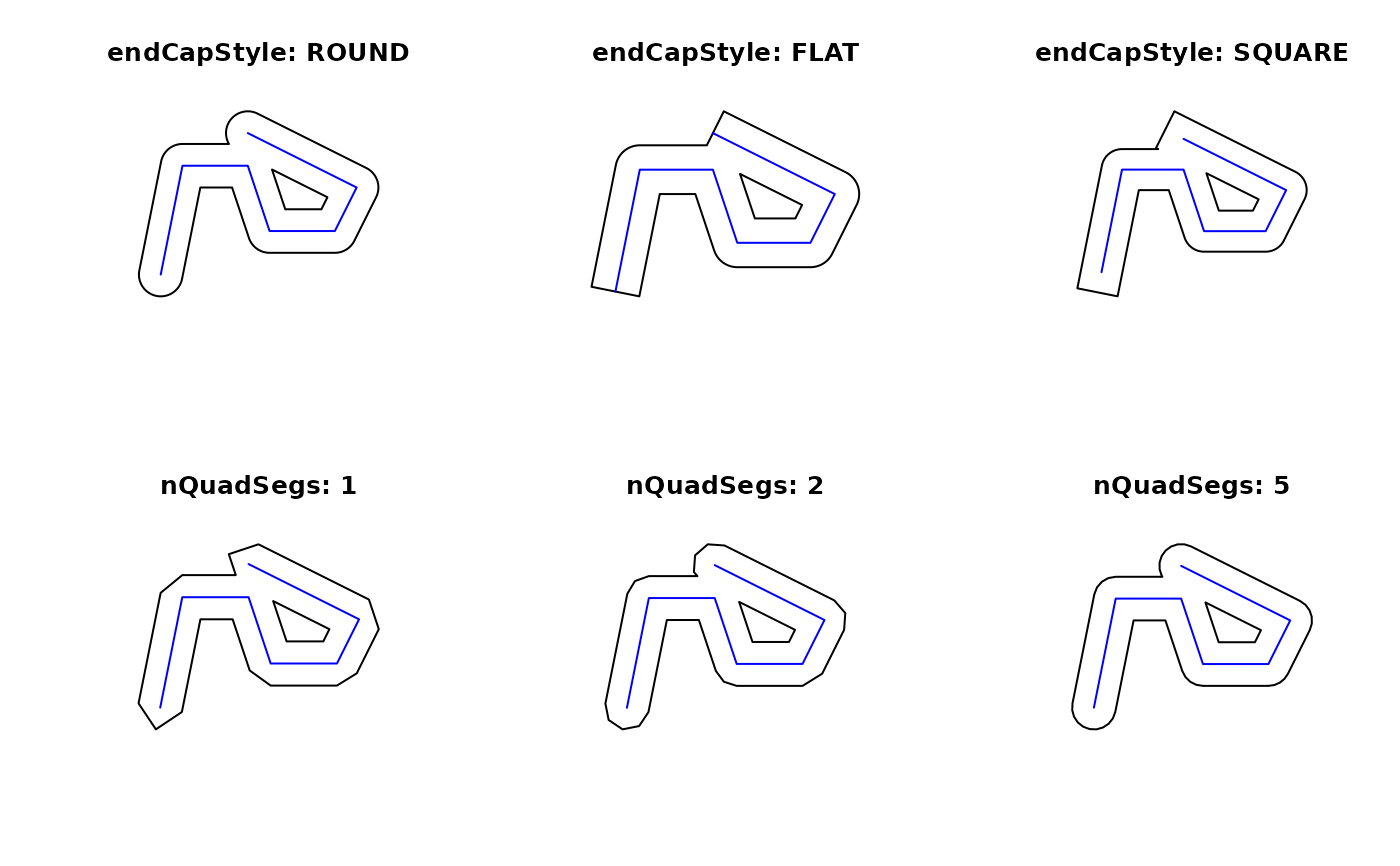 endCapStyle: ROUND
endCapStyle: FLAT
endCapStyle: SQUARE
nQuadSegs: 1
nQuadSegs: 2
nQuadSegs: 5